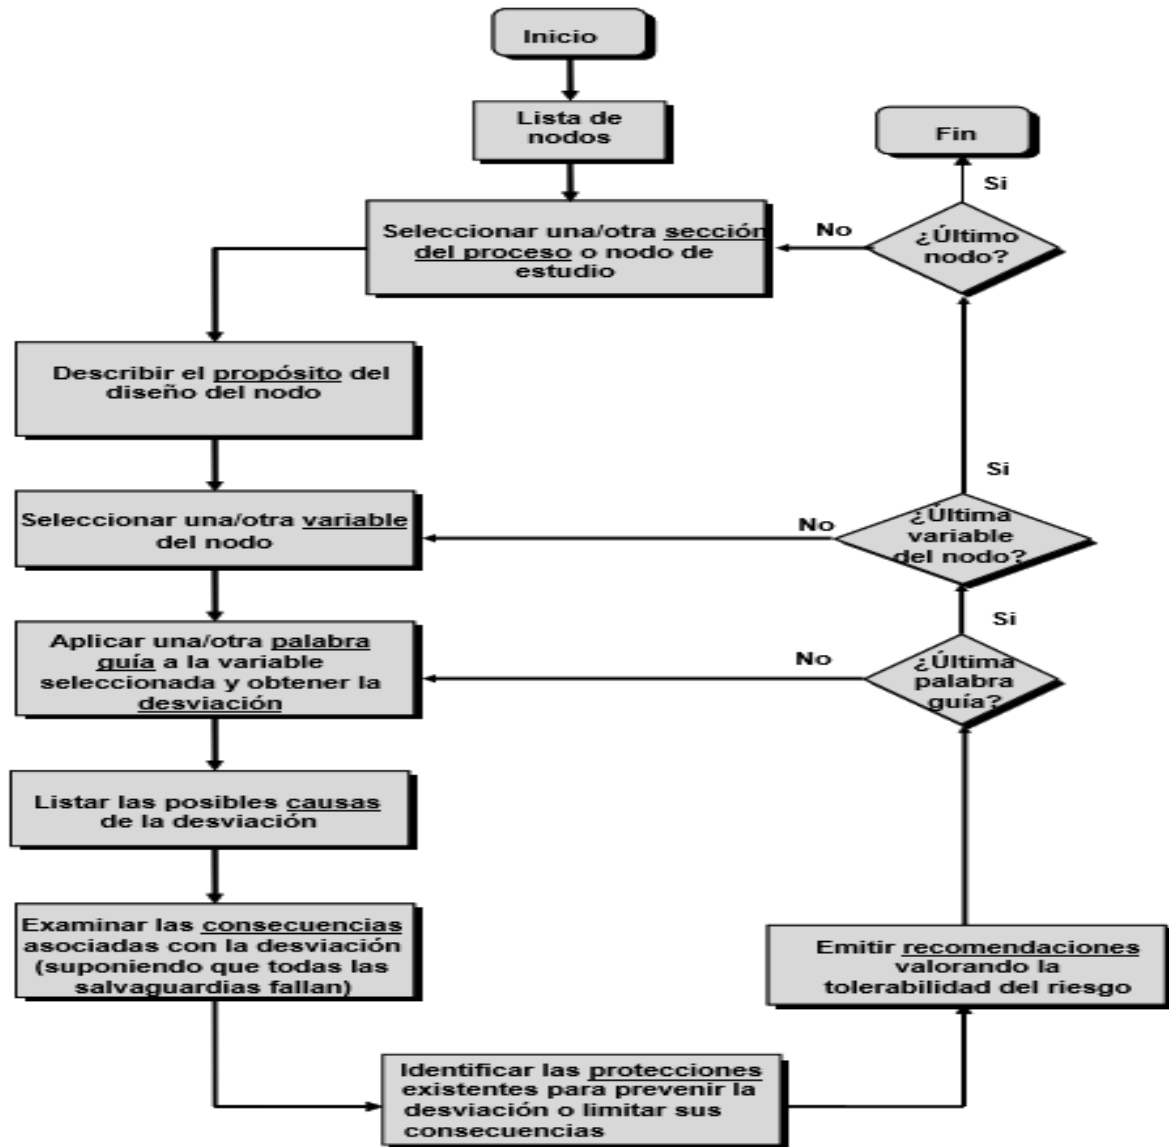 Inicio
Lista de
nodos
Fin
Si
Seleccionar una/otra sección
del proceso o nodo de
estudio
No
¿Último
nodo?
Describir el propósito del
diseño del nodo
Si
Seleccionar una/otra variable
del nodo
No
¿Última
variable
del nodo?
Si
Aplicar una/otra palabra
guía a la variable
seleccionada y obtener la
desviación
No
¿Última
palabra
guía?
Listar las posibles causas
de la desviación
Examinar las consecuencias
asociadas con la desviación
(suponiendo que todas las
salvaguardias fallan)
Emitir recomendaciones
valorando la
tolerabilidad del riesgo
Identificar las protecciones
existentes para prevenir la
desviación o limitar sus
consecuencias